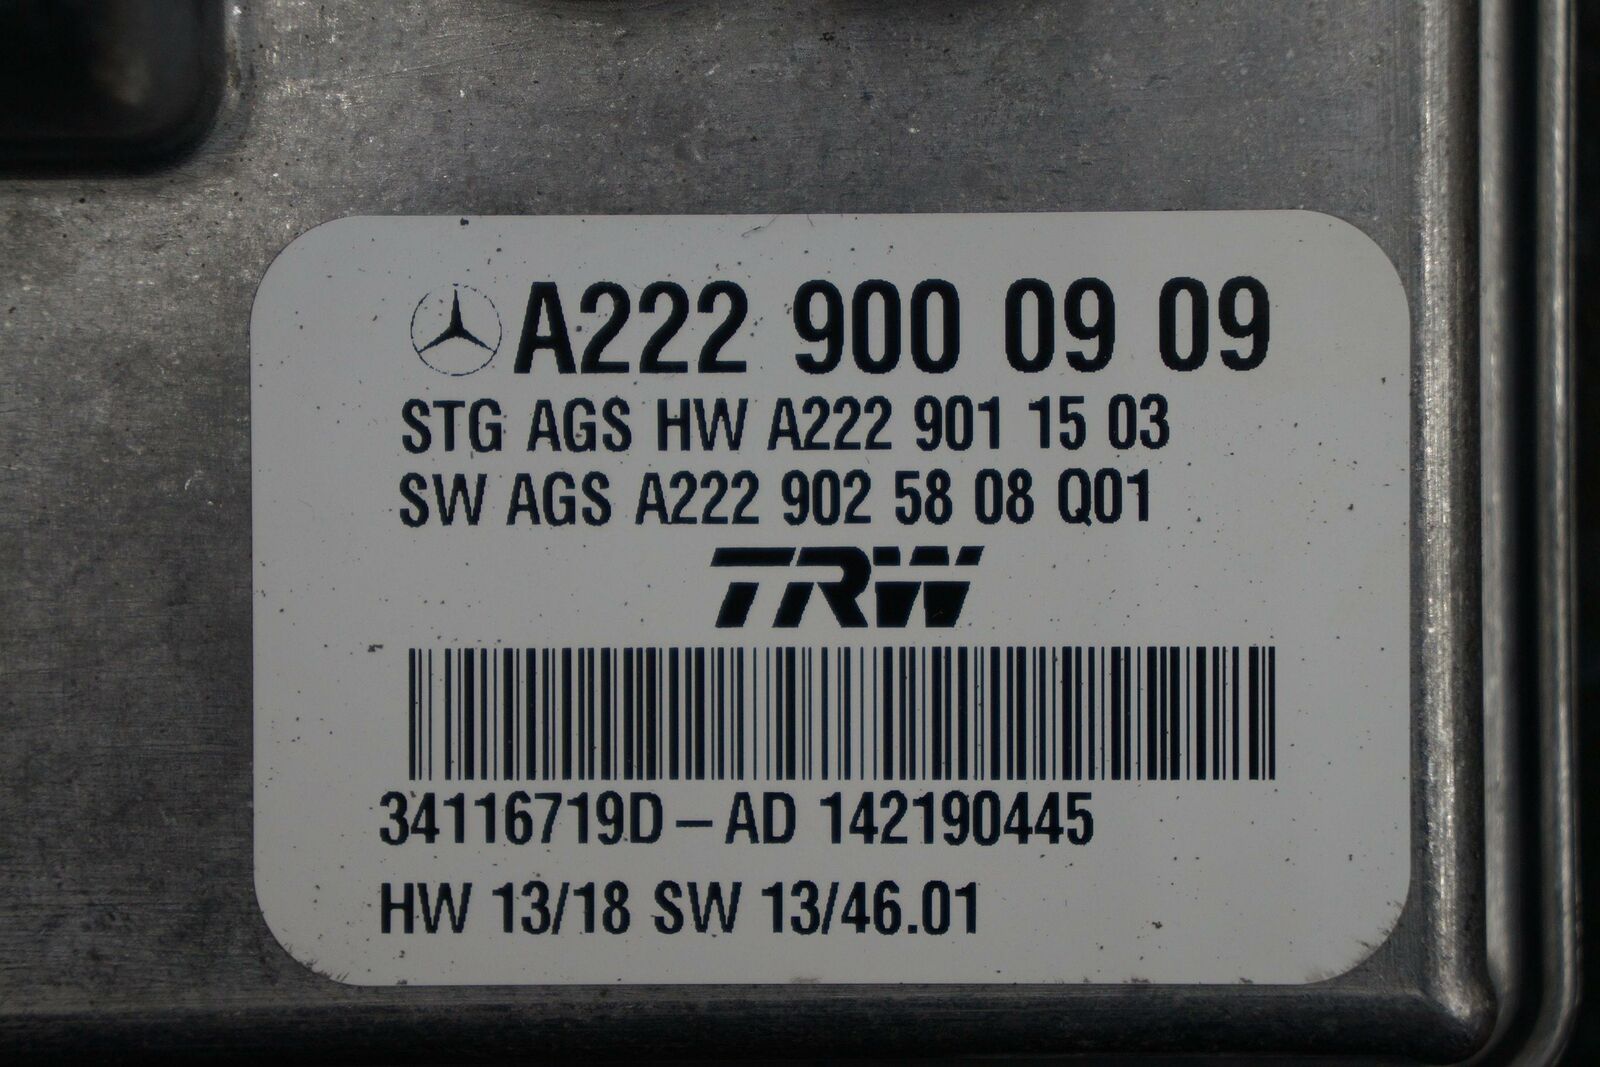 A222 900 09 09
STG AGS HW A222 901 15 03
SW AGS A222 902 58 08 Q01
TRW
34116719D – AD 142190445
HW 13/18 SW 13/46.01